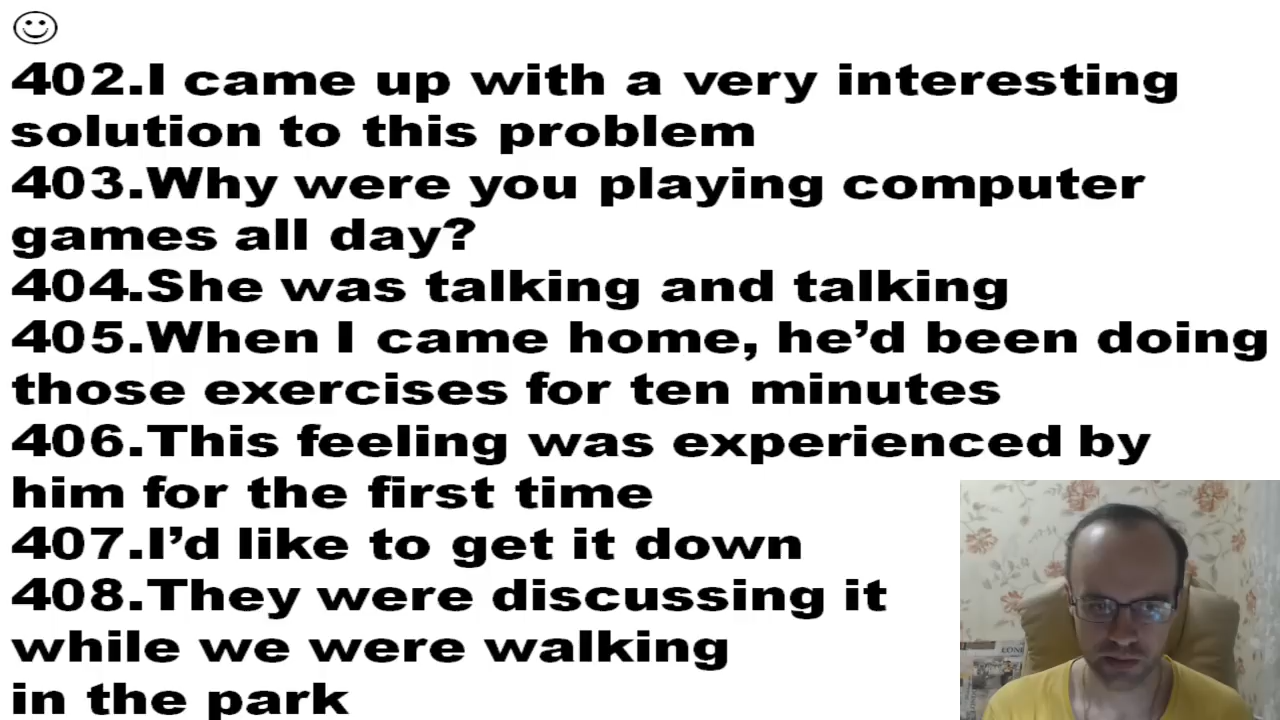 402.I came up with a very interesting
solution to this problem
403.Why were you playing computer
games all day?
404.She was talking and talking
405.When I came home, he’d been doing
those exercises for ten minutes
406.This feeling was experienced by
him for the first time
407.I’d like to get it down
408.They were discussing it
while we were walking
in the park